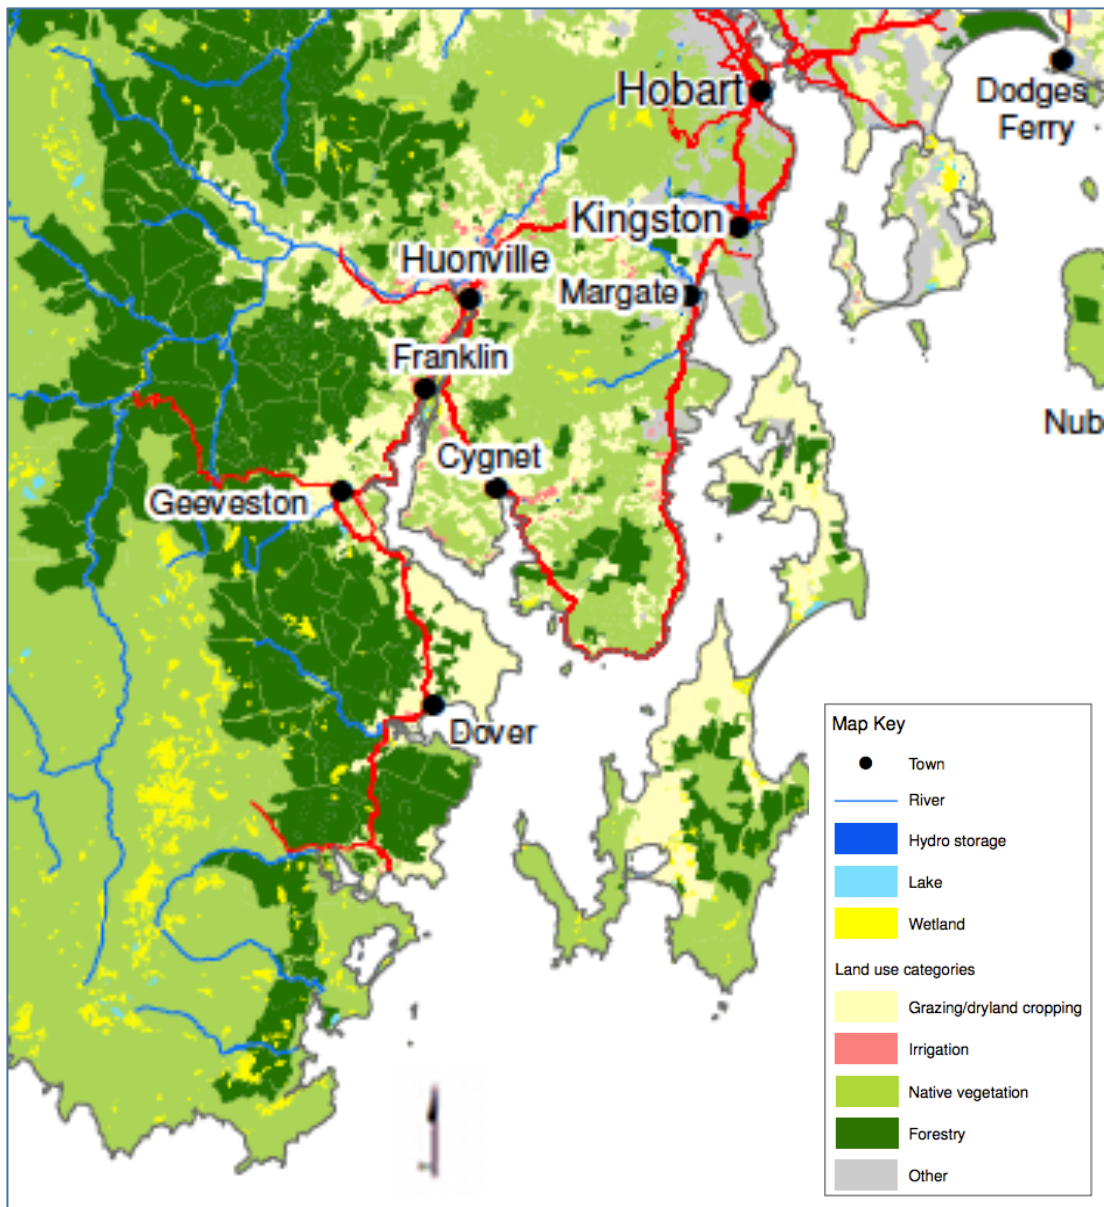 Hobart
Dodges
Ferry
Kingston
Huonville
Margate
Franklin
Nub
Cygnet
Geeveston
Dover
Map Key
Town
River
Hydro storage
Lake
Wetland
Land use categories
Grazing/dryland cropping
Irrigation
Native vegetation
Forestry
Other